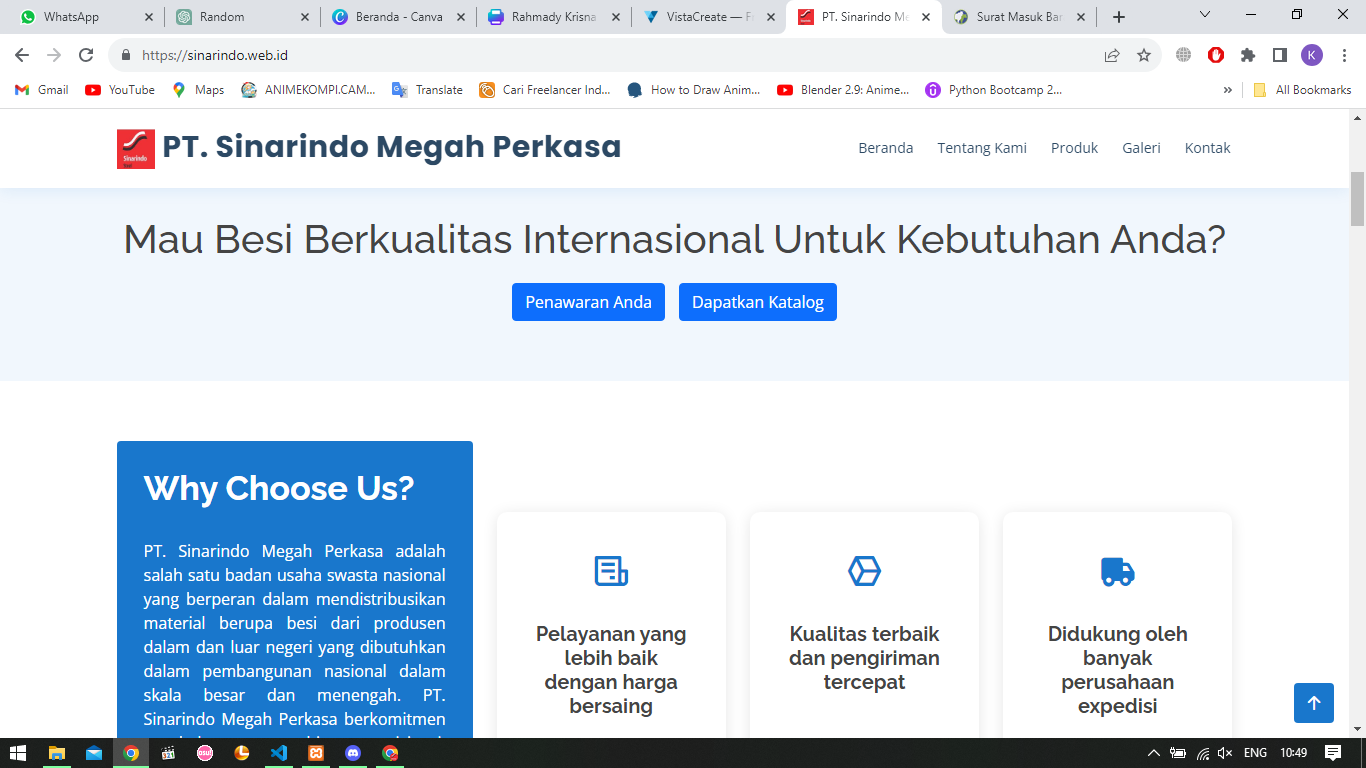 WhatsApp
Random
Beranda - Canva
Rahmady Krisna
VistaCreate — F
PT. Sinarindo Me
Surat Masuk Bar
https://sinarindo.web.id
K
Gmail
YouTube
Maps
ANIMEKOMPI.CAM...
Translate
Cari Freelancer Ind...
How to Draw Anim...
Blender 2.9: Anime...
Python Bootcamp 2...
»
All Bookmarks
Sinarindo
PT. Sinarindo Megah Perkasa
Beranda
Tentang Kami
Produk
Galeri
Kontak
Mau Besi Berkualitas Internasional Untuk Kebutuhan Anda?
Penawaran Anda
Dapatkan Katalog
Why Choose Us?
PT. Sinarindo Megah Perkasa adalah
salah satu badan usaha swasta nasional
yang berperan dalam mendistribusikan
material berupa besi dari produsen
dalam dan luar negeri yang dibutuhkan
dalam pembangunan nasional dalam
skala besar dan menengah. PT.
Sinarindo Megah Perkasa berkomitmen
Pelayanan yang
lebih baik
dengan harga
bersaing
Kualitas terbaik
dan pengiriman
tercepat
Didukung oleh
banyak
perusahaan
expedisi
osu!
ENG
10:49